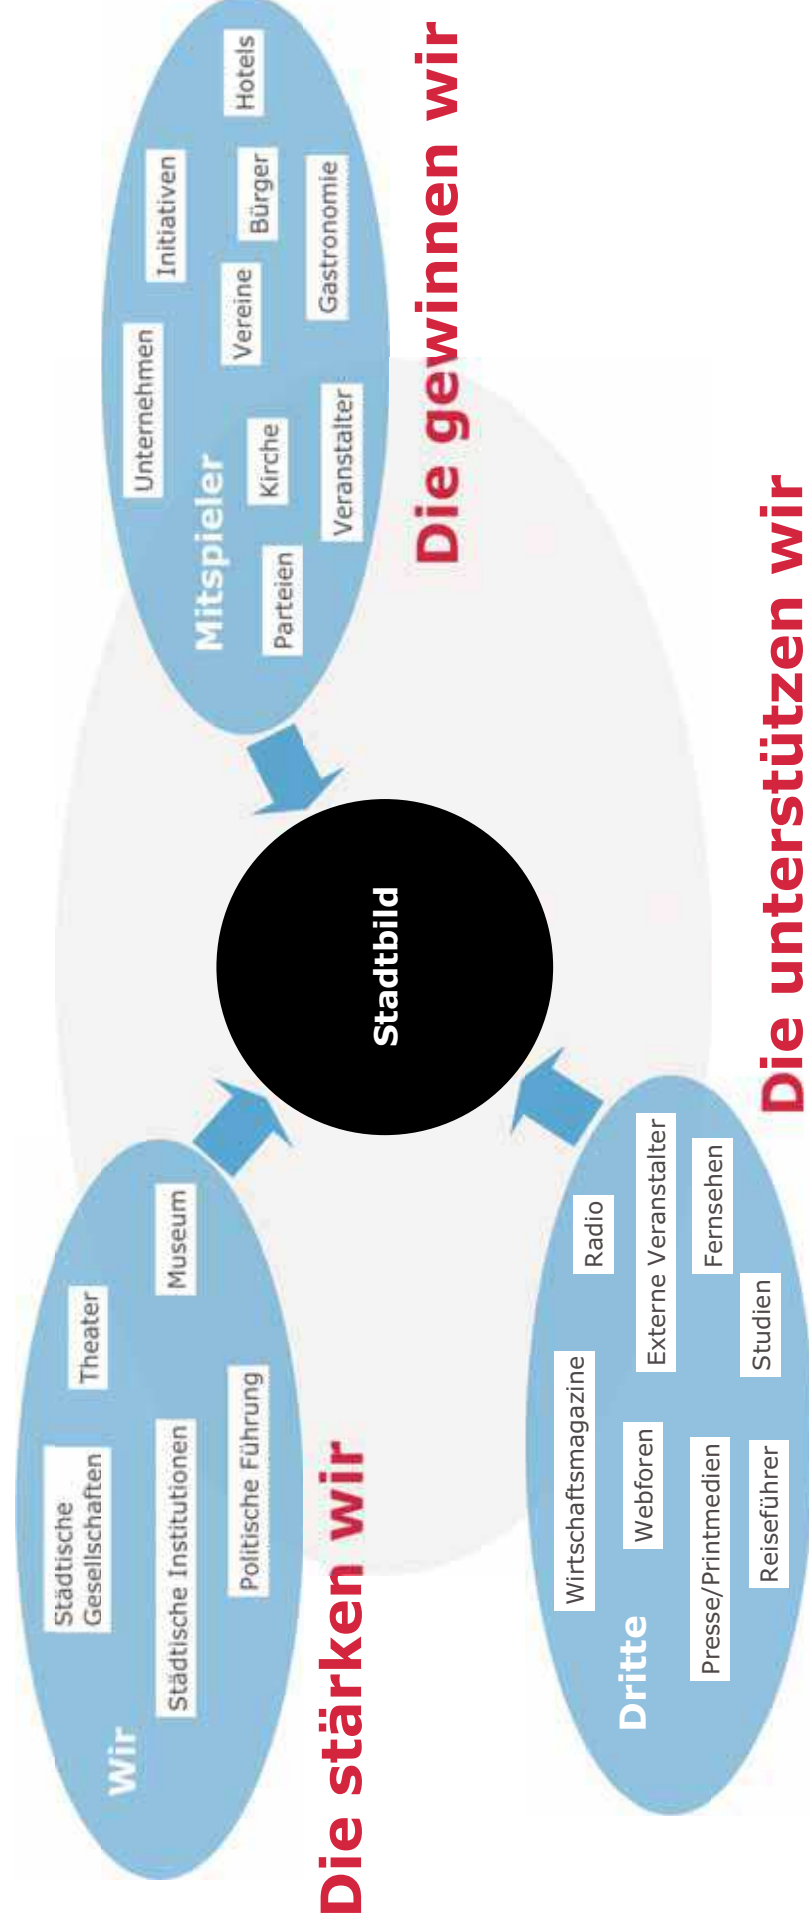 Wir
Städtische
Gesellschaften
Theater
Städtische Institutionen
Museum
Politische Führung
Die stärken wir
Mitspieler
Unternehmen
Initiativen
Hotels
Vereine
Bürger
Kirche
Parteien
Gastronomie
Veranstalter
Die gewinnen wir
Stadtbild
Dritte
Wirtschaftsmagazine
Radio
Webforen
Externe Veranstalter
Presse/Printmedien
Fernsehen
Reiseführer
Studien
Die unterstützen wir